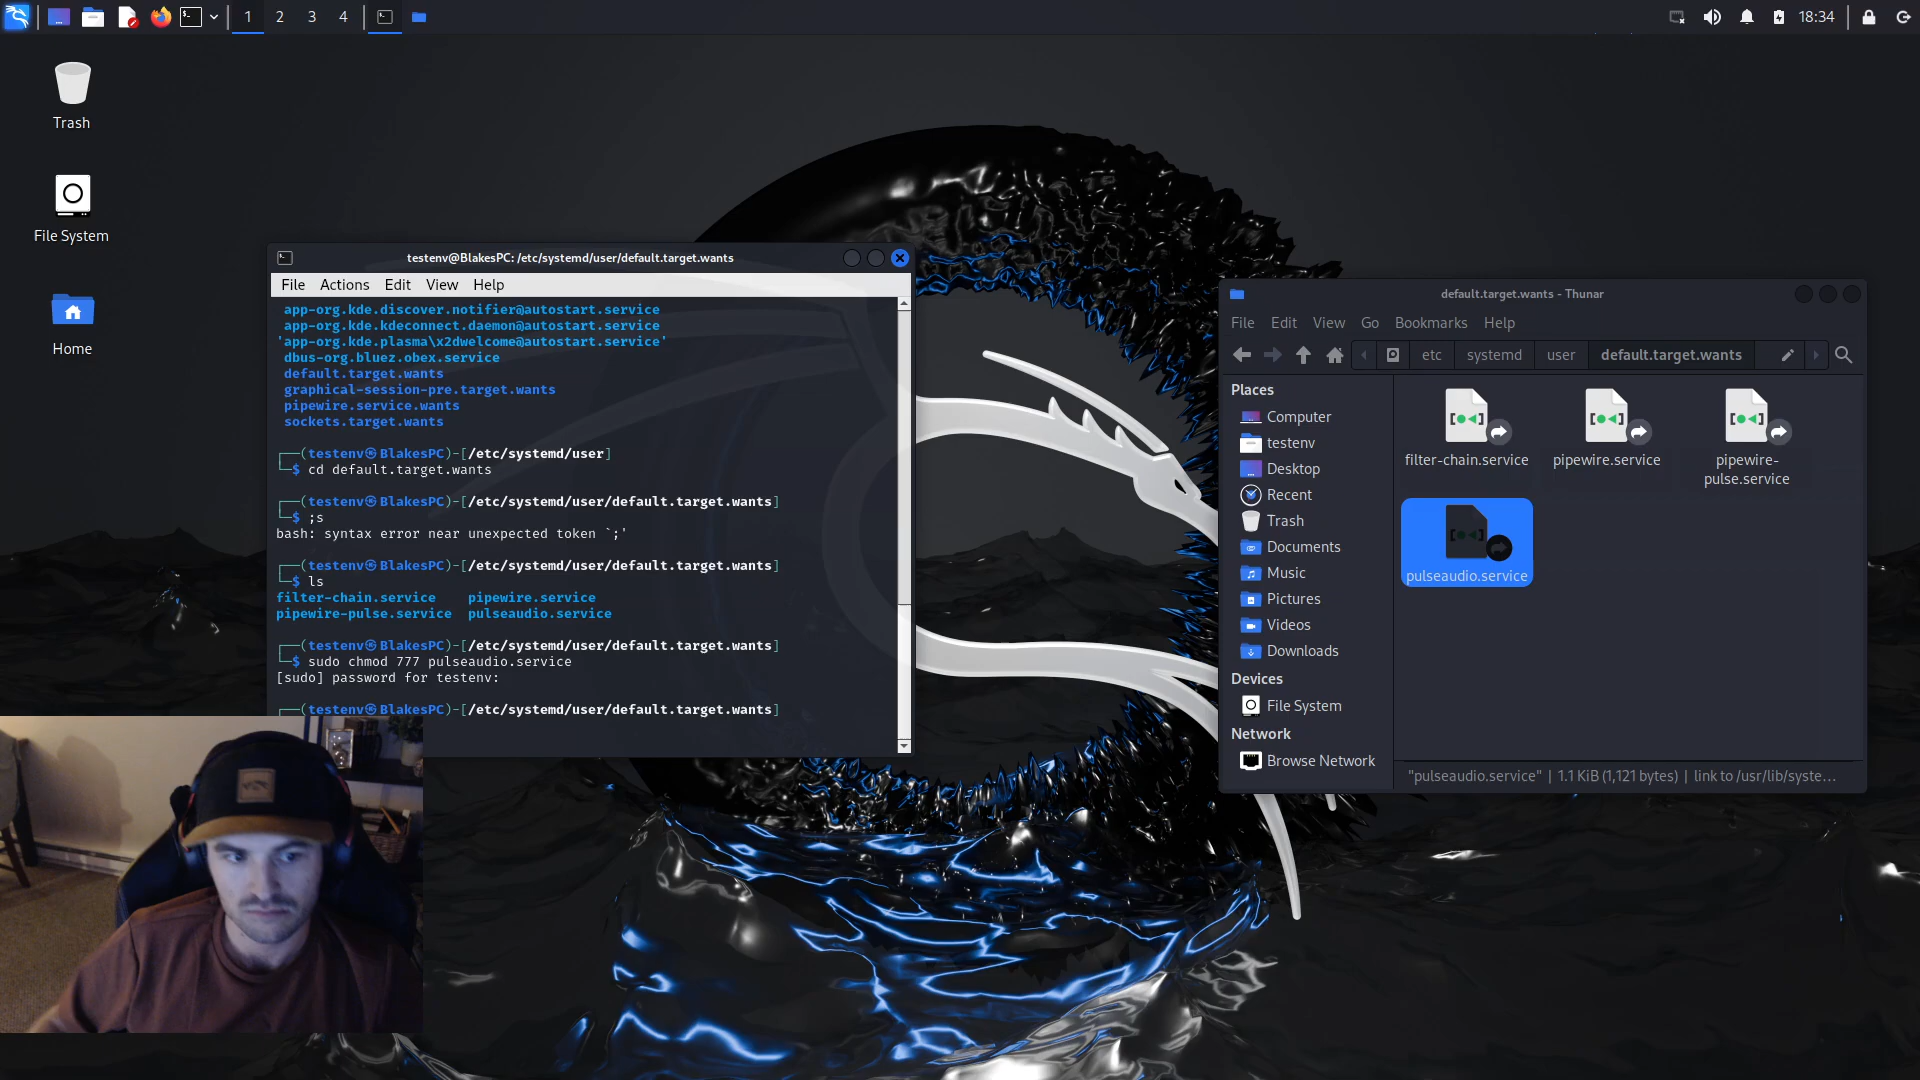 1 2 3 4
18:34
Trash
File System
Home
testenv@BlakesPC: /etc/systemd/user/default.target.wants
File Actions Edit View Help
app-org.kde.discover.notifier@autostart.service
app-org.kde.kdeconnect.daemon@autostart.service
'app-org.kde.plasma\x2dwelcome@autostart.service'
dbus-org.bluez.obex.service
default.target.wants
graphical-session-pre.target.wants
pipewire.service.wants
sockets.target.wants
┌──(testenv㉿BlakesPC)-[/etc/systemd/user]
└─$ cd default.target.wants
┌──(testenv㉿BlakesPC)-[/etc/systemd/user/default.target.wants]
└─$ ;s
bash: syntax error near unexpected token `;'
┌──(testenv㉿BlakesPC)-[/etc/systemd/user/default.target.wants]
└─$ ls
filter-chain.service pipewire.service
pipewire-pulse.service pulseaudio.service
┌──(testenv㉿BlakesPC)-[/etc/systemd/user/default.target.wants]
└─$ sudo chmod 777 pulseaudio.service
[sudo] password for testenv:
┌──(testenv㉿BlakesPC)-[/etc/systemd/user/default.target.wants]
default.target.wants - Thunar
File Edit View Go Bookmarks Help
etc systemd user default.target.wants
Places
Computer
testenv
Desktop
Recent
Trash
Documents
Music
Pictures
Videos
Downloads
Devices
File System
Network
Browse Network
filter-chain.service
pipewire.service
pipewire-
pulse.service
pulseaudio.service
"pulseaudio.service" | 1.1 KiB (1,121 bytes) | link to /usr/lib/syste…